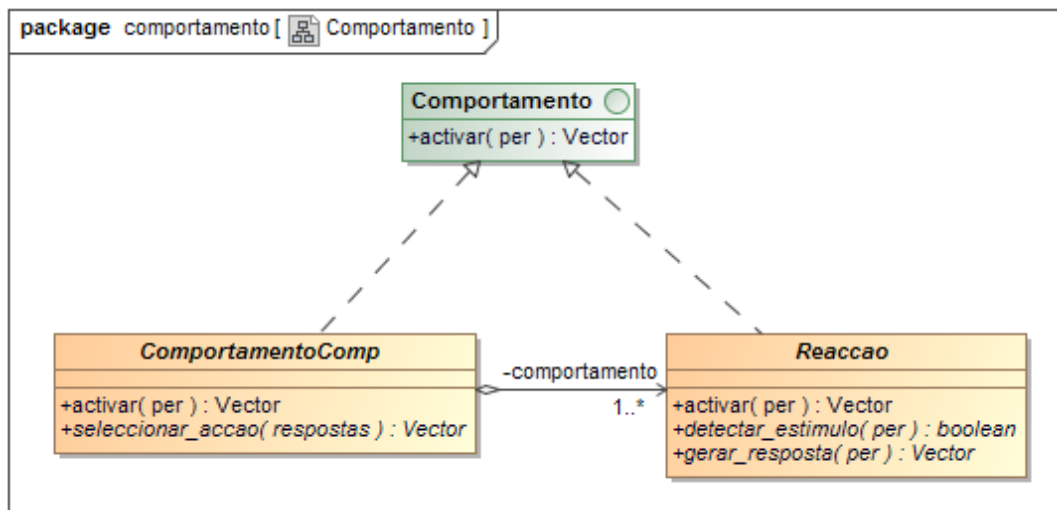 package comportamento [ Comportamento ]
Comportamento
+activar( per ) : Vector
ComportamentoComp
+activar( per ) : Vector
+seleccionar_accao( respostas ) : Vector
-comportamento
1..*
Reaccao
+activar( per ) : Vector
+detectar_estimulo( per ) : boolean
+gerar_resposta( per ) : Vector